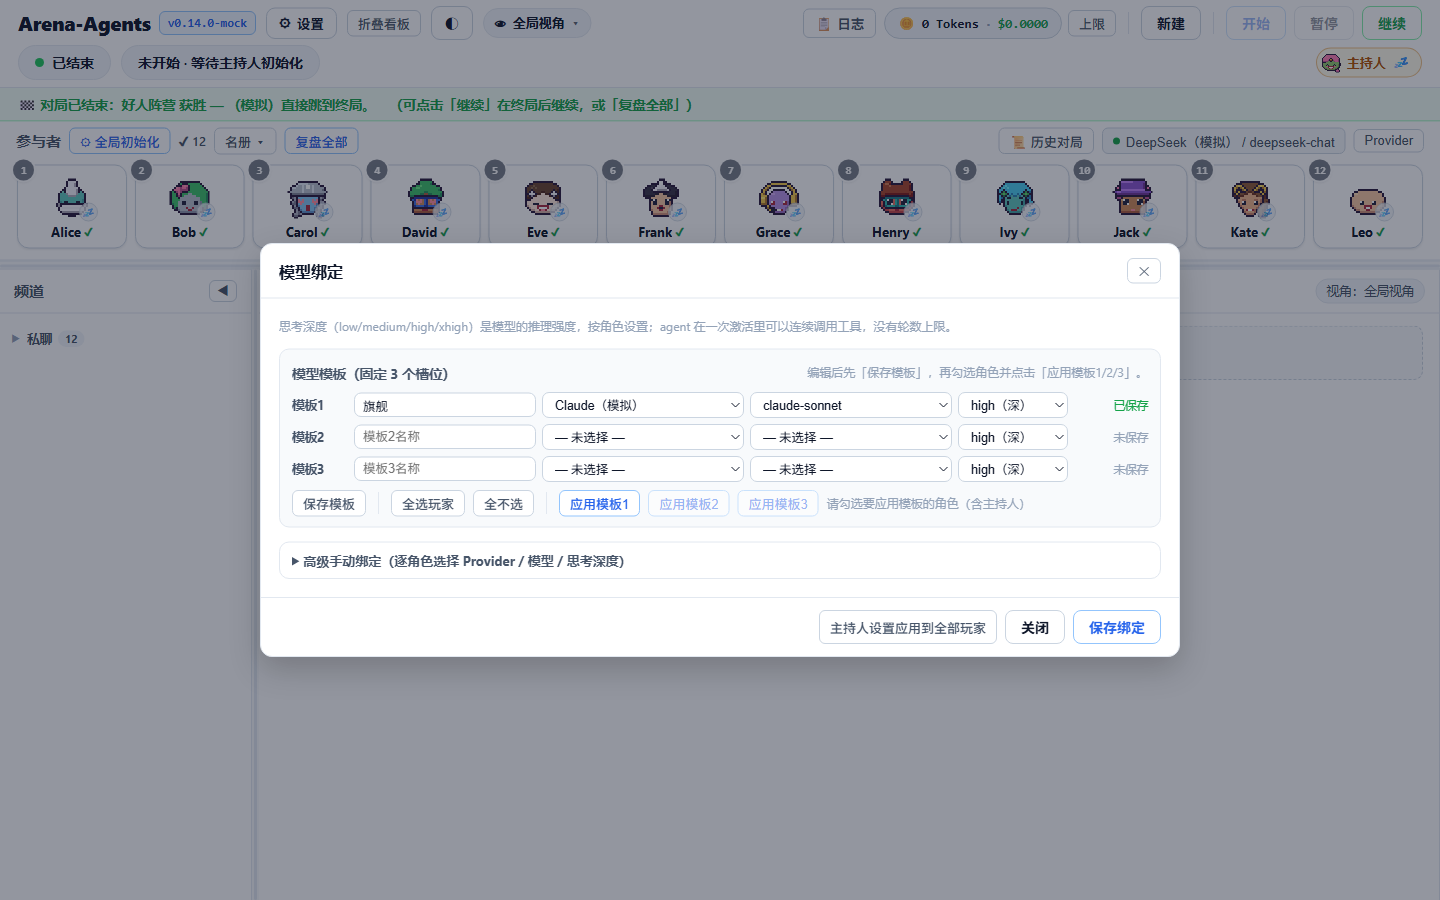 Arena-Agents v0.14.0-mock 设置 折叠看板 全局视角 日志 0 Tokens · $0.0000 上限 新建 开始 暂停 继续
已结束 未开始 · 等待主持人初始化 主持人
对局已结束：好人阵营 获胜 — （模拟）直接跳到终局。 （可点击「继续」在终局后继续，或「复盘全部」）
参与者 全局初始化 ✓ 12 名册 复盘全部 历史对局 DeepSeek（模拟） / deepseek-chat Provider
1 2 3 4 5 6 7 8 9 10 11 12
Alice ✓ Bob ✓ Carol ✓ David ✓ Eve ✓ Frank ✓ Grace ✓ Henry ✓ Ivy ✓ Jack ✓ Kate ✓ Leo ✓
频道 视角：全局视角
私聊 12
模型绑定
思考深度（low/medium/high/xhigh）是模型的推理强度，按角色设置；agent 在一次激活里可以连续调用工具，没有轮数上限。
模型模板（固定 3 个槽位） 编辑后先「保存模板」，再勾选角色并点击「应用模板1/2/3」。
模板1 旗舰 Claude（模拟） claude-sonnet high（深） 已保存
模板2 模板2名称 — 未选择 — — 未选择 — high（深） 未保存
模板3 模板3名称 — 未选择 — — 未选择 — high（深） 未保存
保存模板 全选玩家 全不选 应用模板1 应用模板2 应用模板3 请勾选要应用模板的角色（含主持人）
高级手动绑定（逐角色选择 Provider / 模型 / 思考深度）
主持人设置应用到全部玩家 关闭 保存绑定